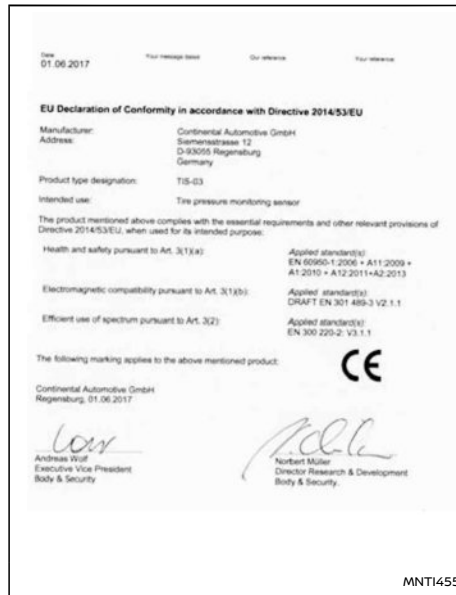 Date Your message dated Our reference Your reference
01.06.2017
EU Declaration of Conformity in accordance with Directive 2014/53/EU
Manufacturer: Continental Automotive GmbH
Address: Siemensstrasse 12
D-93055 Regensburg
Germany
Product type designation: TIS-03
Intended use: Tire pressure monitoring sensor
The product mentioned above complies with the essential requirements and other relevant provisions of
Directive 2014/53/EU, when used for its intended purpose:
Health and safety pursuant to Art. 3(1)(a): Applied standard(s):
EN 60950-1:2006 + A11:2009 +
A1:2010 + A12:2011+A2:2013
Electromagnetic compatibility pursuant to Art. 3(1)(b): Applied standard(s):
DRAFT EN 301 489-3 V2.1.1
Efficient use of spectrum pursuant to Art. 3(2): Applied standard(s):
EN 300 220-2: V3.1.1
The following marking applies to the above mentioned product: CE
Continental Automotive GmbH
Regensburg, 01.06.2017
Andreas Wolf
Executive Vice President
Body & Security
Norbert Müller
Director Research & Development
Body & Security.
MNTI455